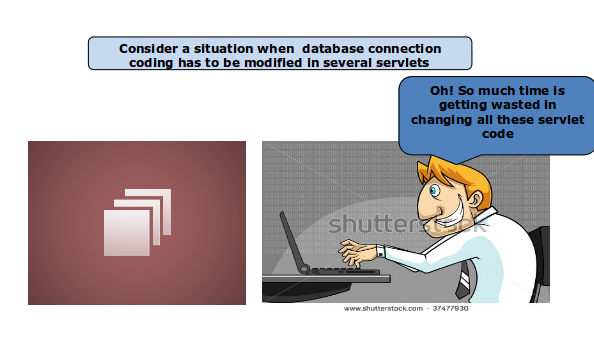 Consider a situation when  database connection
coding has to be modified in several servlets
Oh! So much time is
getting wasted in
changing all these servlet
code
shutterstock
www.shutterstock.com - 37477930